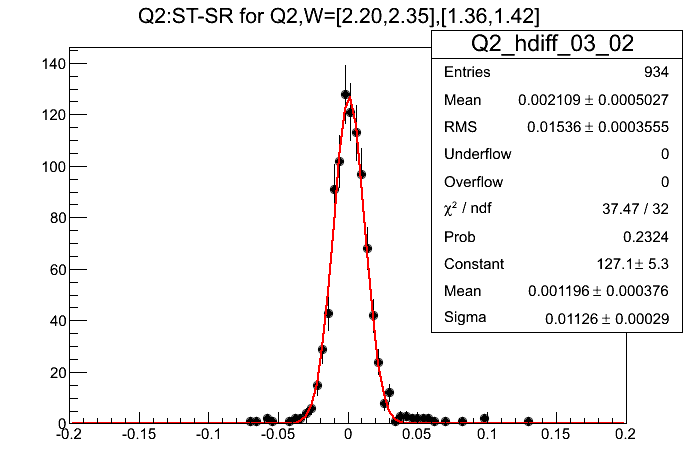 Q2:ST-SR for Q2,W=[2.20,2.35],[1.36,1.42]
Q2_hdiff_03_02
Entries 934
Mean 0.002109 ± 0.0005027
RMS 0.01536 ± 0.0003555
Underflow 0
Overflow 0
χ² / ndf 37.47 / 32
Prob 0.2324
Constant 127.1 ± 5.3
Mean 0.001196 ± 0.000376
Sigma 0.01126 ± 0.00029
140
120
100
80
60
40
20
0
-0.2 -0.15 -0.1 -0.05 0 0.05 0.1 0.15 0.2